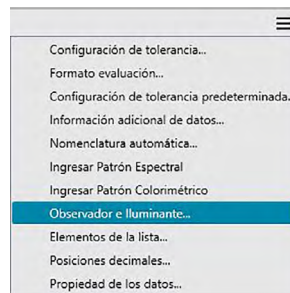 Configuración de tolerancia...
Formato evaluación...
Configuración de tolerancia predeterminada.
Información adicional de datos...
Nomenclatura automática...
Ingresar Patrón Espectral
Ingresar Patrón Colorimétrico
Observador e Iluminante...
Elementos de la lista...
Posiciones decimales...
Propiedad de los datos...